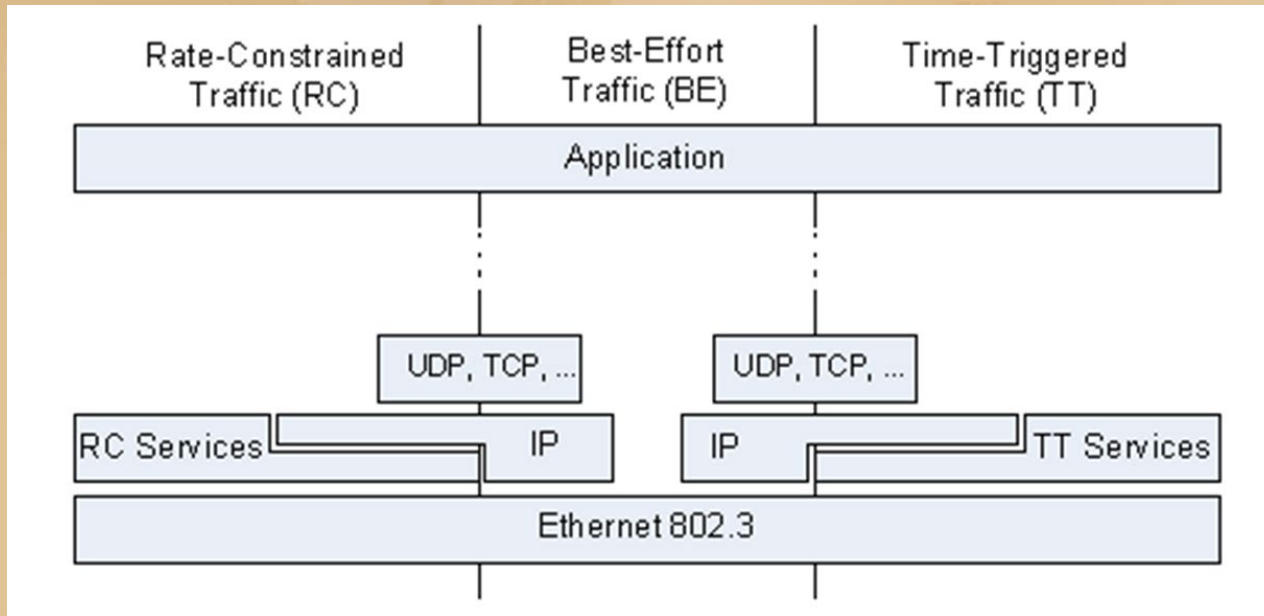 Rate-Constrained
Traffic (RC)
Best-Effort
Traffic (BE)
Time-Triggered
Traffic (TT)
Application
UDP, TCP, ...
UDP, TCP, ...
RC Services
IP
IP
TT Services
Ethernet 802.3